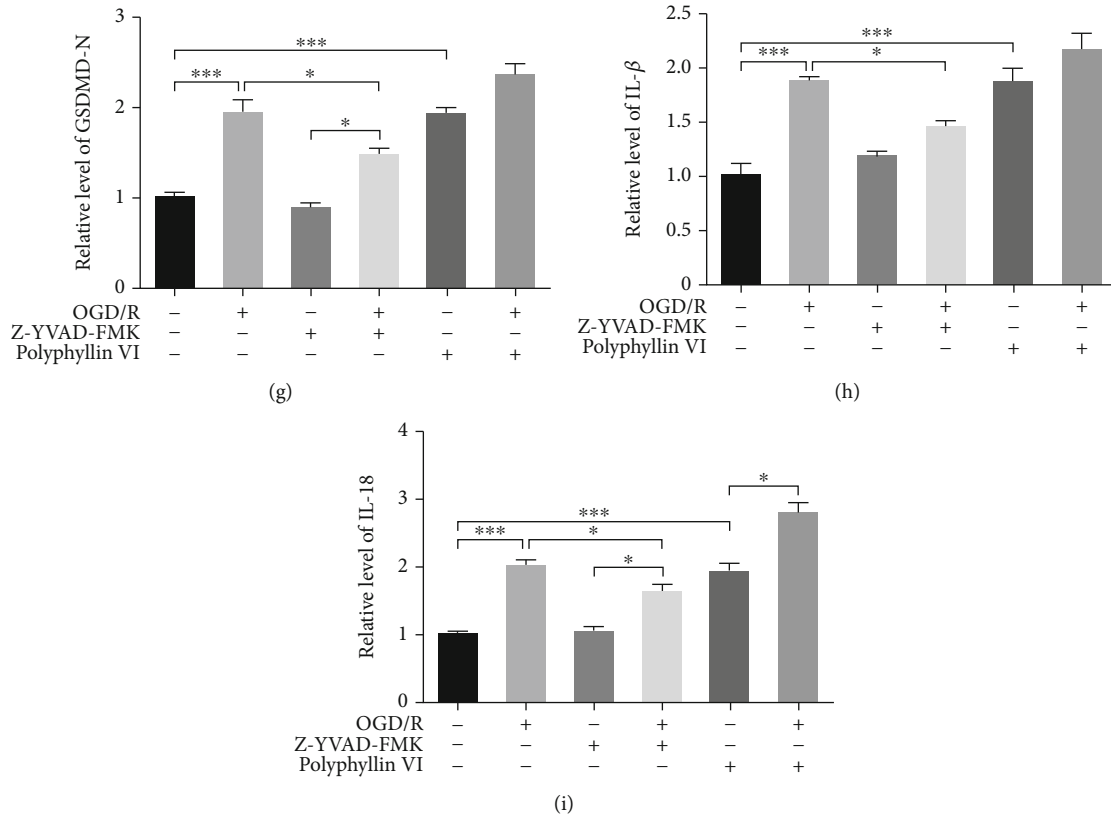 Relative level of GSDMD-N
3
2
1
0
***
***
*
*
OGD/R – + – + – +
Z-YVAD-FMK – – + + – –
Polyphyllin VI – – – – + +
(g)
Relative level of IL-β
2.5
2.0
1.5
1.0
0.5
0.0
***
***
*
OGD/R – + – + – +
Z-YVAD-FMK – – + + – –
Polyphyllin VI – – – – + +
(h)
Relative level of IL-18
4
3
2
1
0
*
***
***
*
*
OGD/R – + – + – +
Z-YVAD-FMK – – + + – –
Polyphyllin VI – – – – + +
(i)